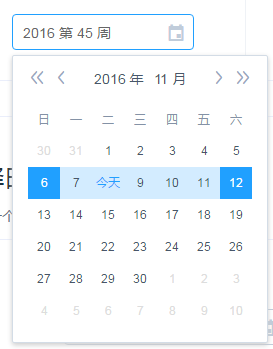 2016 第 45 周
2016 年 11 月
日 一 二 三 四 五 六
30 31 1 2 3 4 5
6 7 今天 9 10 11 12
13 14 15 16 17 18 19
20 21 22 23 24 25 26
27 28 29 30 1 2 3
4 5 6 7 8 9 10
个